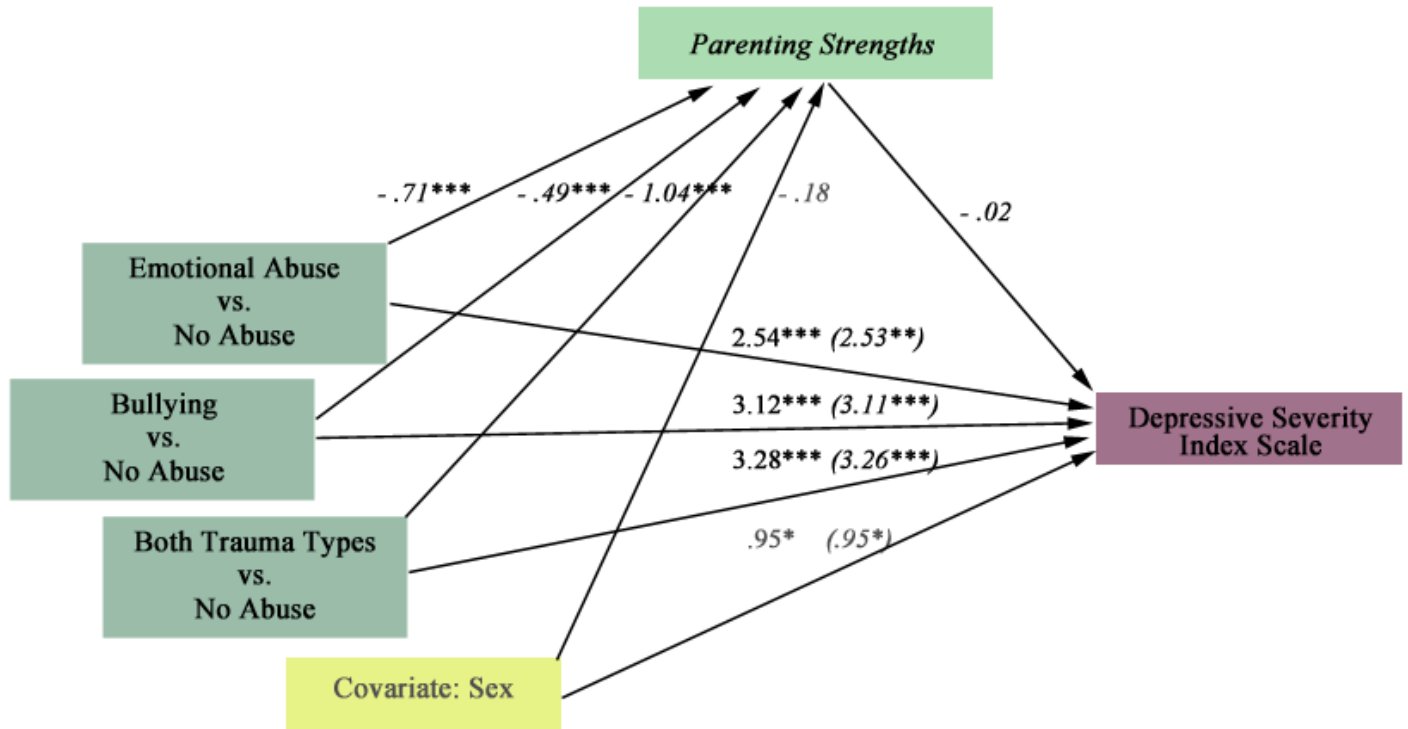 Parenting Strengths
- .71***
- .49***
- 1.04***
- .18
- .02
Emotional Abuse
vs.
No Abuse
2.54*** (2.53**)
Bullying
vs.
No Abuse
3.12*** (3.11***)
3.28*** (3.26***)
Depressive Severity
Index Scale
Both Trauma Types
vs.
No Abuse
.95* (.95*)
Covariate: Sex